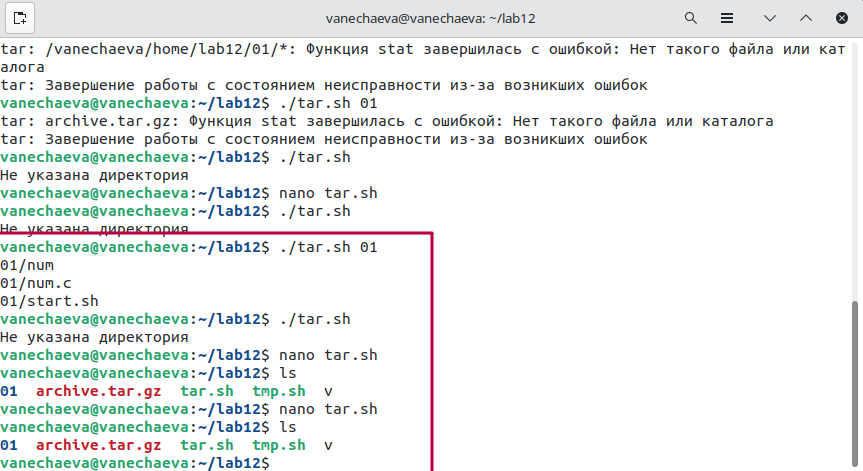 vanechaeva@vanechaeva: ~/lab12
tar: /vanechaeva/home/lab12/01/*: Функция stat завершилась с ошибкой: Нет такого файла или кат
алога
tar: Завершение работы с состоянием неисправности из-за возникших ошибок
vanechaeva@vanechaeva:~/lab12$ ./tar.sh 01
tar: archive.tar.gz: Функция stat завершилась с ошибкой: Нет такого файла или каталога
tar: Завершение работы с состоянием неисправности из-за возникших ошибок
vanechaeva@vanechaeva:~/lab12$ ./tar.sh
Не указана директория
vanechaeva@vanechaeva:~/lab12$ nano tar.sh
vanechaeva@vanechaeva:~/lab12$ ./tar.sh
Не указана директория
vanechaeva@vanechaeva:~/lab12$ ./tar.sh 01
01/num
01/num.c
01/start.sh
vanechaeva@vanechaeva:~/lab12$ ./tar.sh
Не указана директория
vanechaeva@vanechaeva:~/lab12$ nano tar.sh
vanechaeva@vanechaeva:~/lab12$ ls
01  archive.tar.gz  tar.sh  tmp.sh  v
vanechaeva@vanechaeva:~/lab12$ nano tar.sh
vanechaeva@vanechaeva:~/lab12$ ls
01  archive.tar.gz  tar.sh  tmp.sh  v
vanechaeva@vanechaeva:~/lab12$